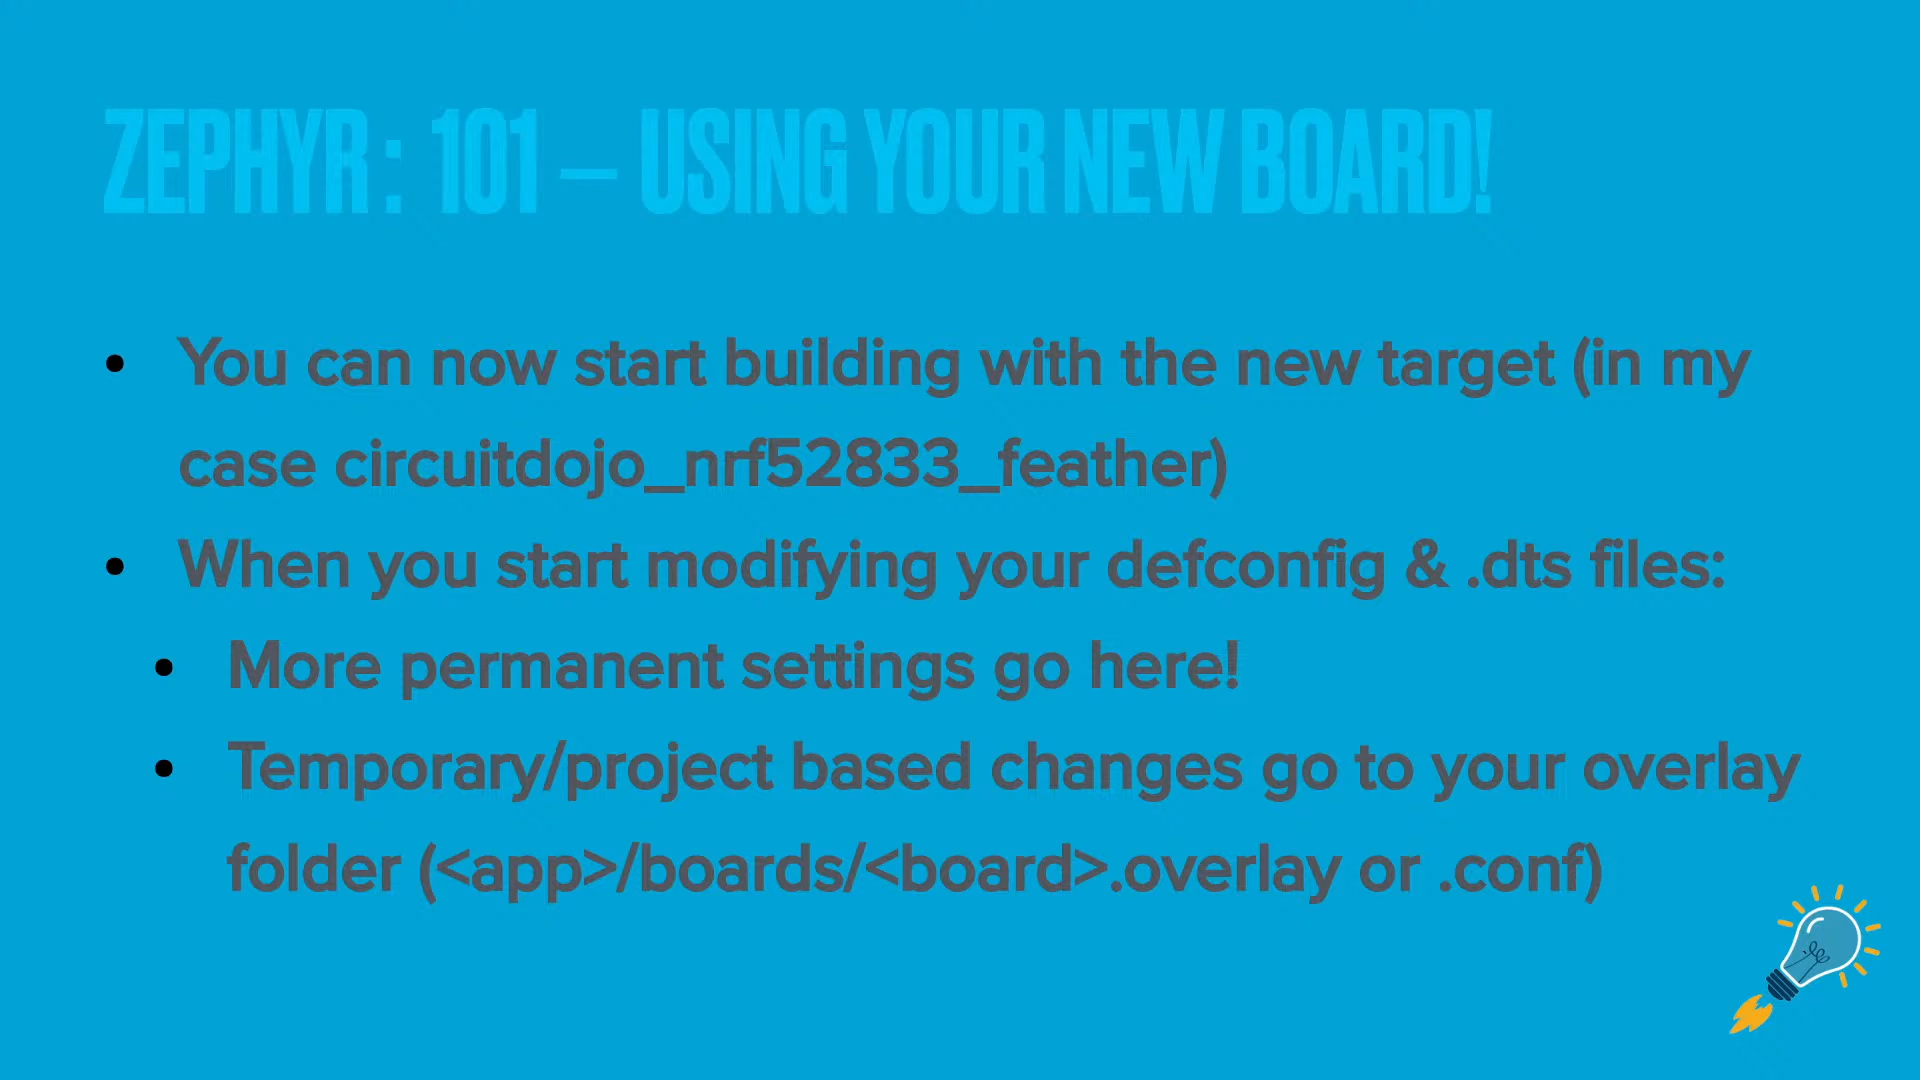 ZEPHYR: 101 – USING YOUR NEW BOARD!
• You can now start building with the new target (in my
case circuitdojo_nrf52833_feather)
• When you start modifying your defconfig & .dts files:
• More permanent settings go here!
• Temporary/project based changes go to your overlay
folder (<app>/boards/<board>.overlay or .conf)